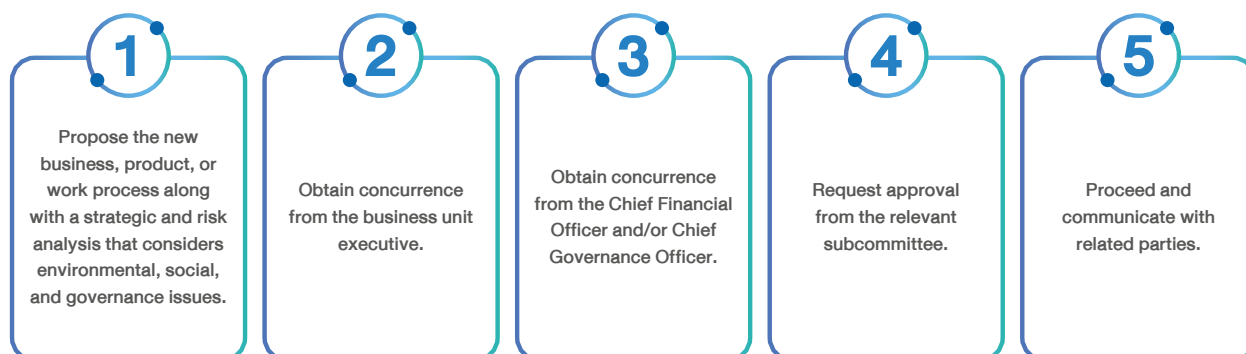 1
Propose the new
business, product, or
work process along
with a strategic and risk
analysis that considers
environmental, social,
and governance issues.
2
Obtain concurrence
from the business unit
executive.
3
Obtain concurrence
from the Chief Financial
Officer and/or Chief
Governance Officer.
4
Request approval
from the relevant
subcommittee.
5
Proceed and
communicate with
related parties.